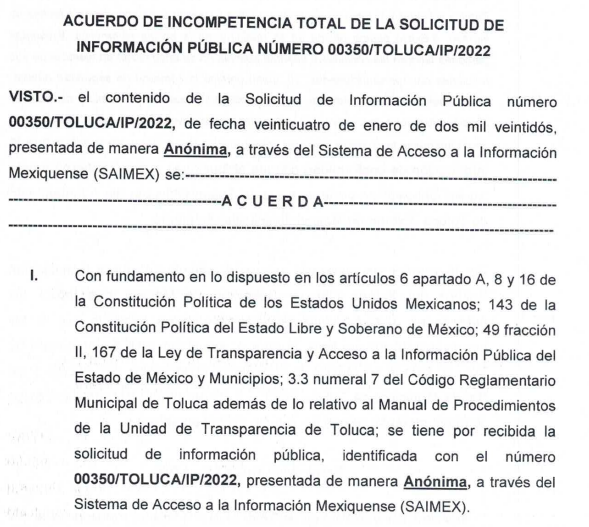 ACUERDO DE INCOMPETENCIA TOTAL DE LA SOLICITUD DE
INFORMACIÓN PÚBLICA NÚMERO 00350/TOLUCA/IP/2022
VISTO.- el contenido de la Solicitud de Información Pública número
00350/TOLUCA/IP/2022, de fecha veinticuatro de enero de dos mil veintidós,
presentada de manera Anónima, a través del Sistema de Acceso a la Información
Mexiquense (SAIMEX) se:---------------------------------------------------------------------
----------------------------------------A C U E R D A-------------------------------------------
------------------------------------------------------------------------------------------------------
I. Con fundamento en lo dispuesto en los artículos 6 apartado A, 8 y 16 de
la Constitución Política de los Estados Unidos Mexicanos; 143 de la
Constitución Política del Estado Libre y Soberano de México; 49 fracción
II, 167 de la Ley de Transparencia y Acceso a la Información Pública del
Estado de México y Municipios; 3.3 numeral 7 del Código Reglamentario
Municipal de Toluca además de lo relativo al Manual de Procedimientos
de la Unidad de Transparencia de Toluca; se tiene por recibida la
solicitud de información pública, identificada con el número
00350/TOLUCA/IP/2022, presentada de manera Anónima, a través del
Sistema de Acceso a la Información Mexiquense (SAIMEX).